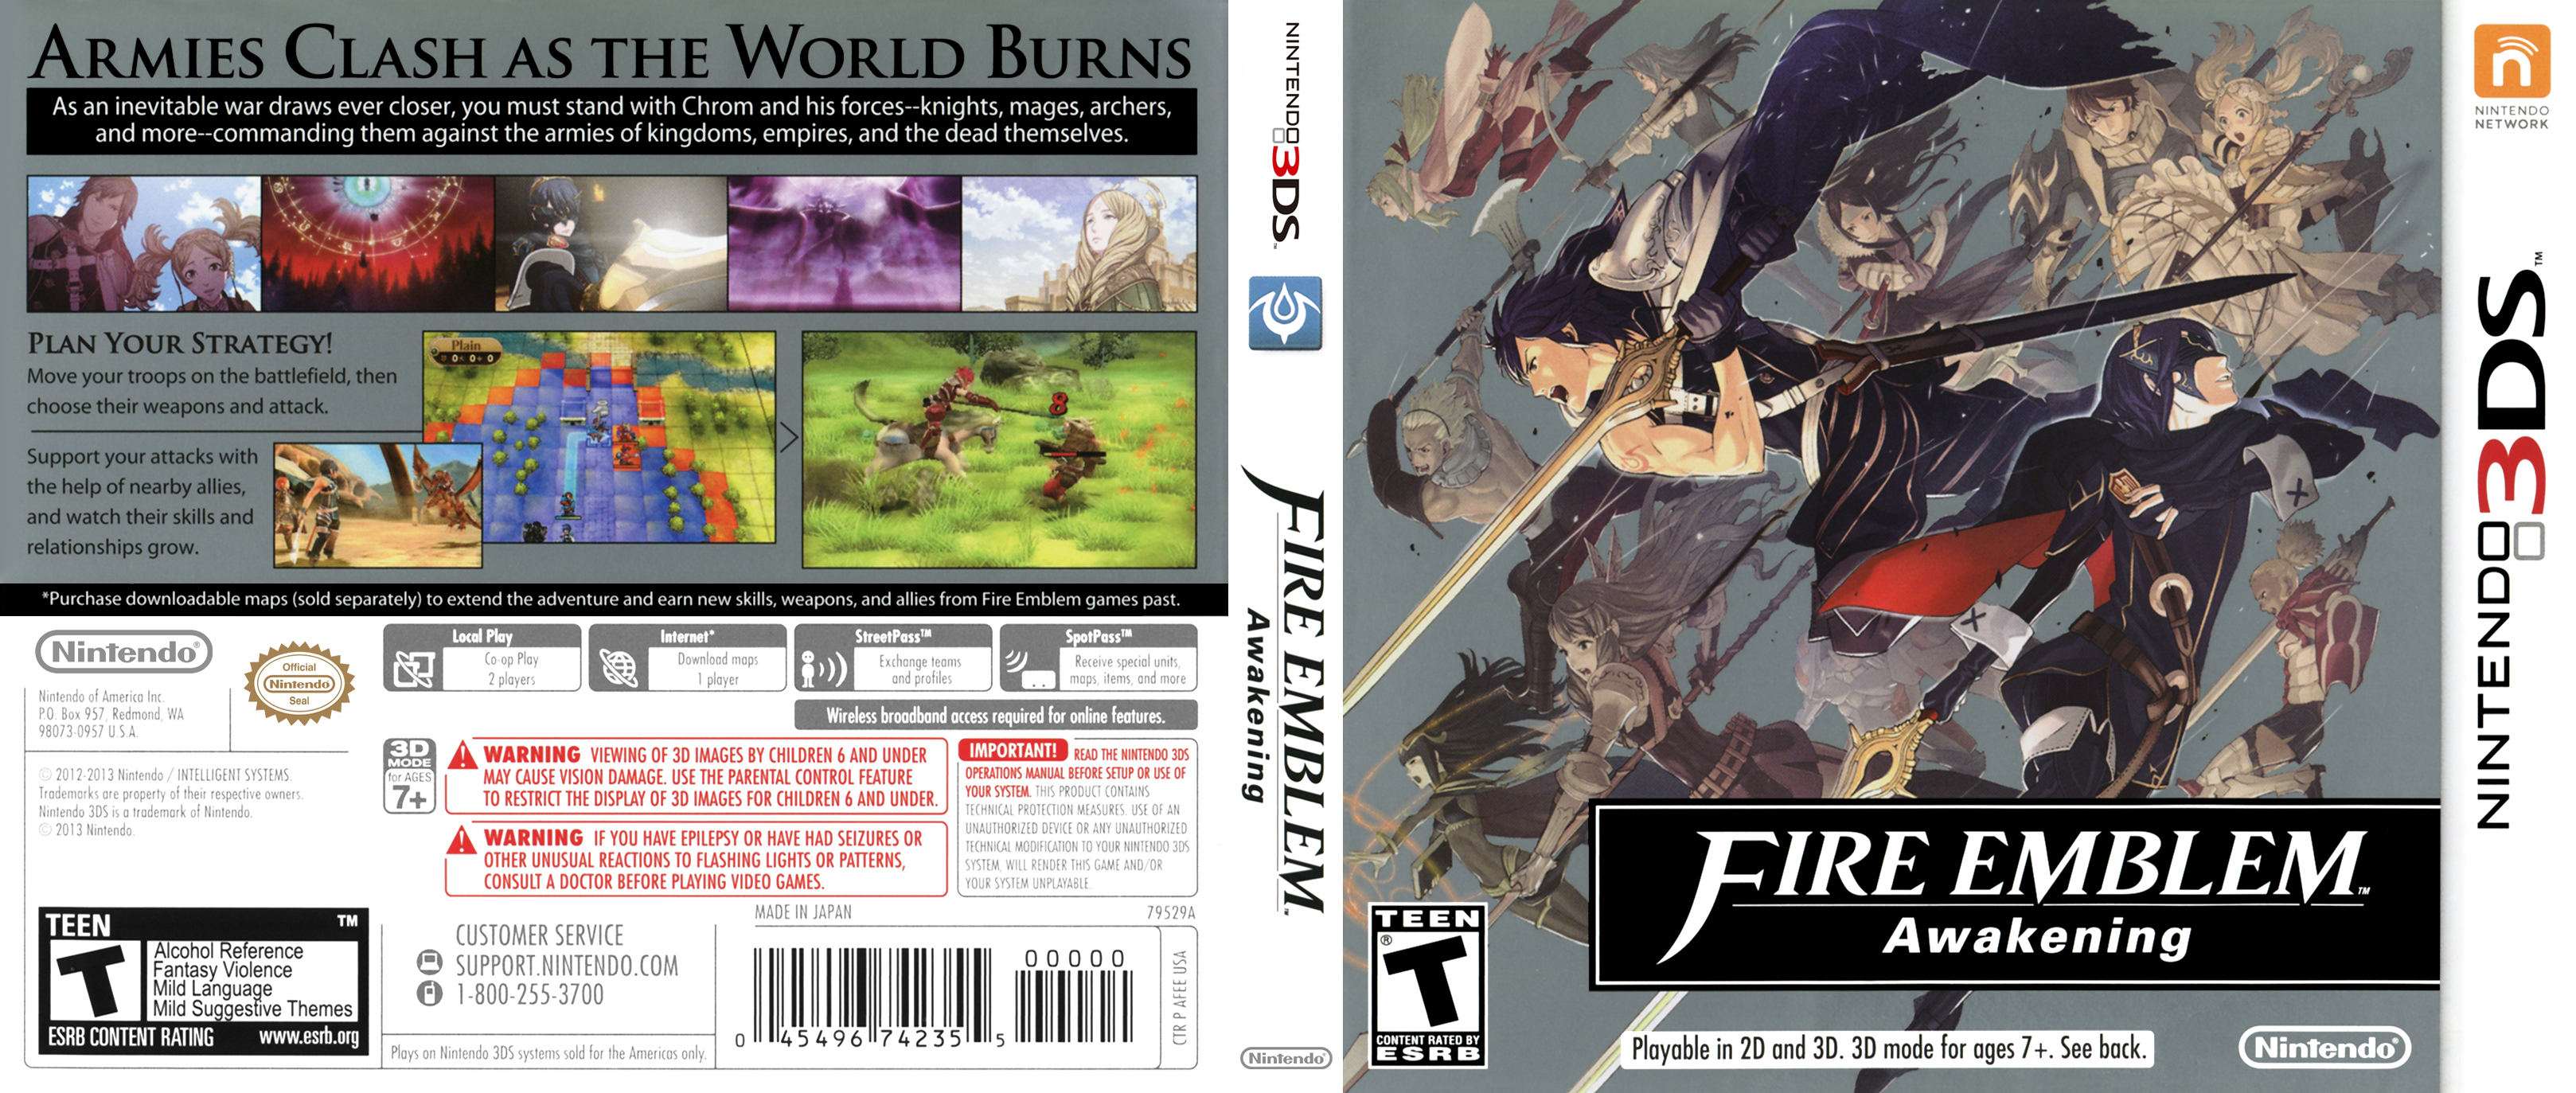 ARMIES CLASH AS THE WORLD BURNS
As an inevitable war draws ever closer, you must stand with Chrom and his forces--knights, mages, archers,
and more--commanding them against the armies of kingdoms, empires, and the dead themselves.
PLAN YOUR STRATEGY!
Move your troops on the battlefield, then
choose their weapons and attack.
Plain
0 0 0
8
Support your attacks with
the help of nearby allies,
and watch their skills and
relationships grow.
*Purchase downloadable maps (sold separately) to extend the adventure and earn new skills, weapons, and allies from Fire Emblem games past.
Nintendo®
Official
Nintendo
Seal
Nintendo of America Inc.
P.O. Box 957, Redmond, WA
98073-0957 U.S.A.
© 2012-2013 Nintendo / INTELLIGENT SYSTEMS.
Trademarks are property of their respective owners.
Nintendo 3DS is a trademark of Nintendo.
© 2013 Nintendo.
Local Play
Co-op Play
2 players
Internet*
Download maps
1 player
StreetPass™
Exchange teams
and profiles
SpotPass™
Receive special units,
maps, items, and more
Wireless broadband access required for online features.
3D
MODE
for AGES
7+
WARNING VIEWING OF 3D IMAGES BY CHILDREN 6 AND UNDER
MAY CAUSE VISION DAMAGE. USE THE PARENTAL CONTROL FEATURE
TO RESTRICT THE DISPLAY OF 3D IMAGES FOR CHILDREN 6 AND UNDER.
WARNING IF YOU HAVE EPILEPSY OR HAVE HAD SEIZURES OR
OTHER UNUSUAL REACTIONS TO FLASHING LIGHTS OR PATTERNS,
CONSULT A DOCTOR BEFORE PLAYING VIDEO GAMES.
IMPORTANT! READ THE NINTENDO 3DS
OPERATIONS MANUAL BEFORE SETUP OR USE OF
YOUR SYSTEM. THIS PRODUCT CONTAINS
TECHNICAL PROTECTION MEASURES. USE OF AN
UNAUTHORIZED DEVICE OR ANY UNAUTHORIZED
TECHNICAL MODIFICATION TO YOUR NINTENDO 3DS
SYSTEM, WILL RENDER THIS GAME AND/OR
YOUR SYSTEM UNPLAYABLE.
TEEN ™
T
Alcohol Reference
Fantasy Violence
Mild Language
Mild Suggestive Themes
ESRB CONTENT RATING www.esrb.org
CUSTOMER SERVICE
SUPPORT.NINTENDO.COM
1-800-255-3700
Plays on Nintendo 3DS systems sold for the Americas only.
MADE IN JAPAN 79529A
00000
0 45496 74235 5
CTR P AFEE USA
NINTENDO 3DS™
FIRE EMBLEM™
Awakening
Nintendo®
FIRE EMBLEM™
Awakening
TEEN
®
T
CONTENT RATED BY
ESRB
Playable in 2D and 3D. 3D mode for ages 7+. See back.
Nintendo®
n
NINTENDO
NETWORK
NINTENDO 3DS™